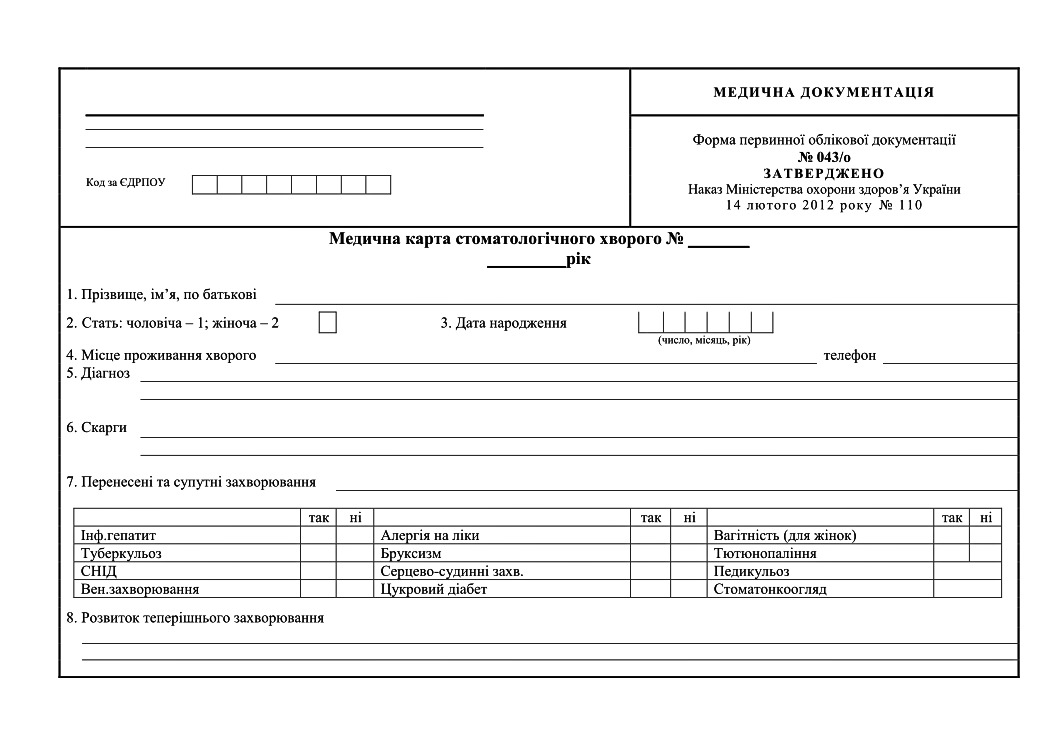 МЕДИЧНА ДОКУМЕНТАЦІЯ
Форма первинної облікової документації
№ 043/о
ЗАТВЕРДЖЕНО
Наказ Міністерства охорони здоров’я України
14 лютого 2012 року № 110
Код за ЄДРПОУ
Медична карта стоматологічного хворого № _______
_________рік
1. Прізвище, ім’я, по батькові
2. Стать: чоловіча – 1; жіноча – 2 3. Дата народження
(число, місяць, рік)
4. Місце проживання хворого телефон
5. Діагноз
6. Скарги
7. Перенесені та супутні захворювання
так ні так ні так ні
Інф.гепатит Алергія на ліки Вагітність (для жінок)
Туберкульоз Бруксизм Тютюнопаління
СНІД Серцево-судинні захв. Педикульоз
Вен.захворювання Цукровий діабет Стоматонкоогляд
8. Розвиток теперішнього захворювання